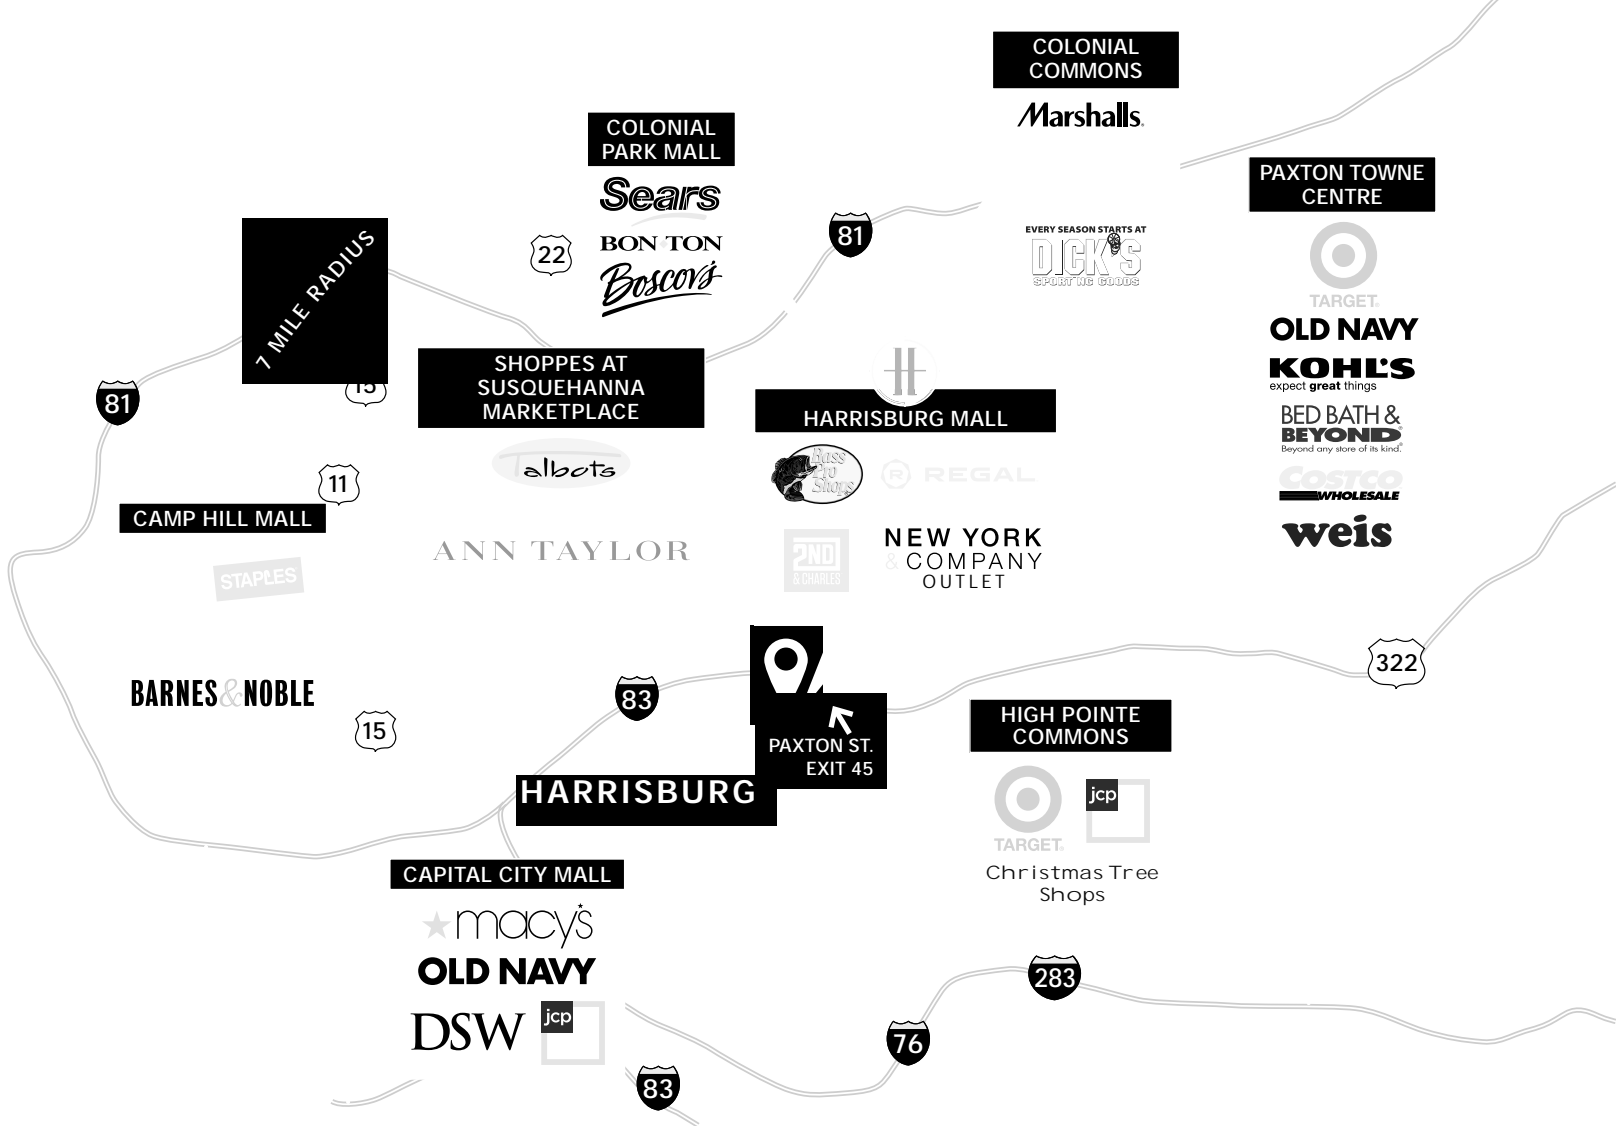 COLONIAL
COMMONS
Marshalls.
EVERY SEASON STARTS AT
DICK'S
SPORTING GOODS
COLONIAL
PARK MALL
Sears
BON·TON
Boscov's
PAXTON TOWNE
CENTRE
TARGET
OLD NAVY
KOHL'S
expect great things
BED BATH &
BEYOND
Beyond any store of its kind.
COSTCO
WHOLESALE
weis
7 MILE RADIUS
22
81
81
15
11
SHOPPES AT
SUSQUEHANNA
MARKETPLACE
Talbots
ANN TAYLOR
H
HARRISBURG MALL
Bass
Pro
Shops
R REGAL
2ND
& CHARLES
NEW YORK
& COMPANY
OUTLET
CAMP HILL MALL
STAPLES
BARNES & NOBLE
15
83
322
PAXTON ST.
EXIT 45
HARRISBURG
HIGH POINTE
COMMONS
TARGET
jcp
Christmas Tree
Shops
CAPITAL CITY MALL
macy's
OLD NAVY
DSW
jcp
283
76
83